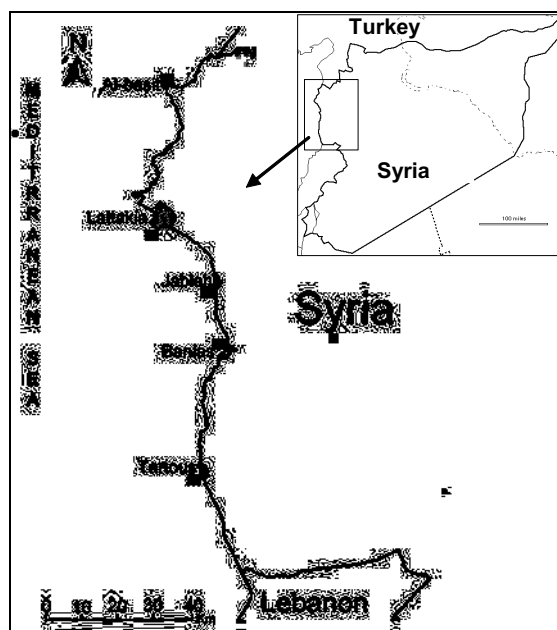 Turkey
N
Al-basit
MEDITRRANEAN SEA
Syria
Lattakia
100 miles
Jableh
Syria
Banias
Tartous
Lebanon
0 10 20 30 40
Km